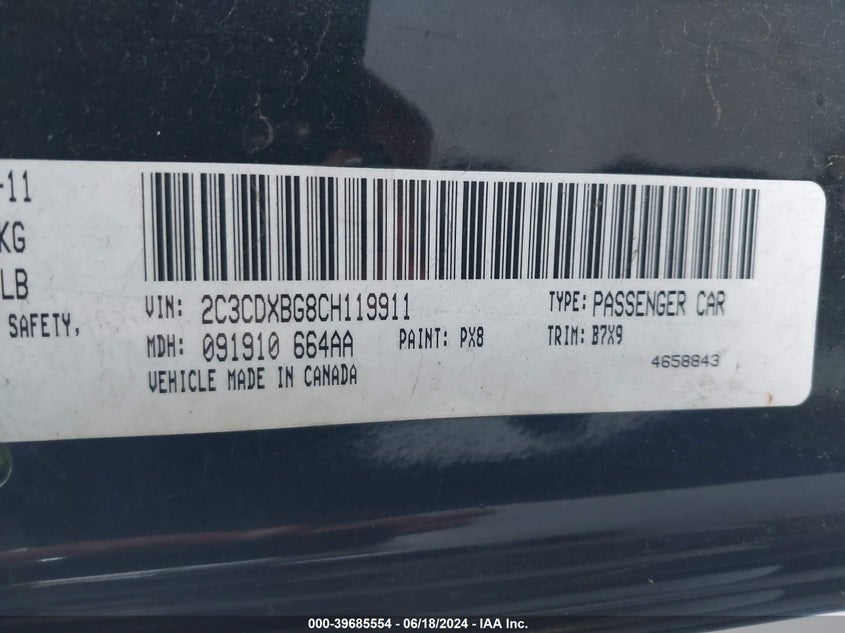 -11
KG
LB
SAFETY,
VIN: 2C3CDXBG8CH119911 TYPE: PASSENGER CAR
MDH: 091910 664AA PAINT: PX8 TRIM: B7X9
VEHICLE MADE IN CANADA 4658843
000-39685554 - 06/18/2024 - IAA Inc.